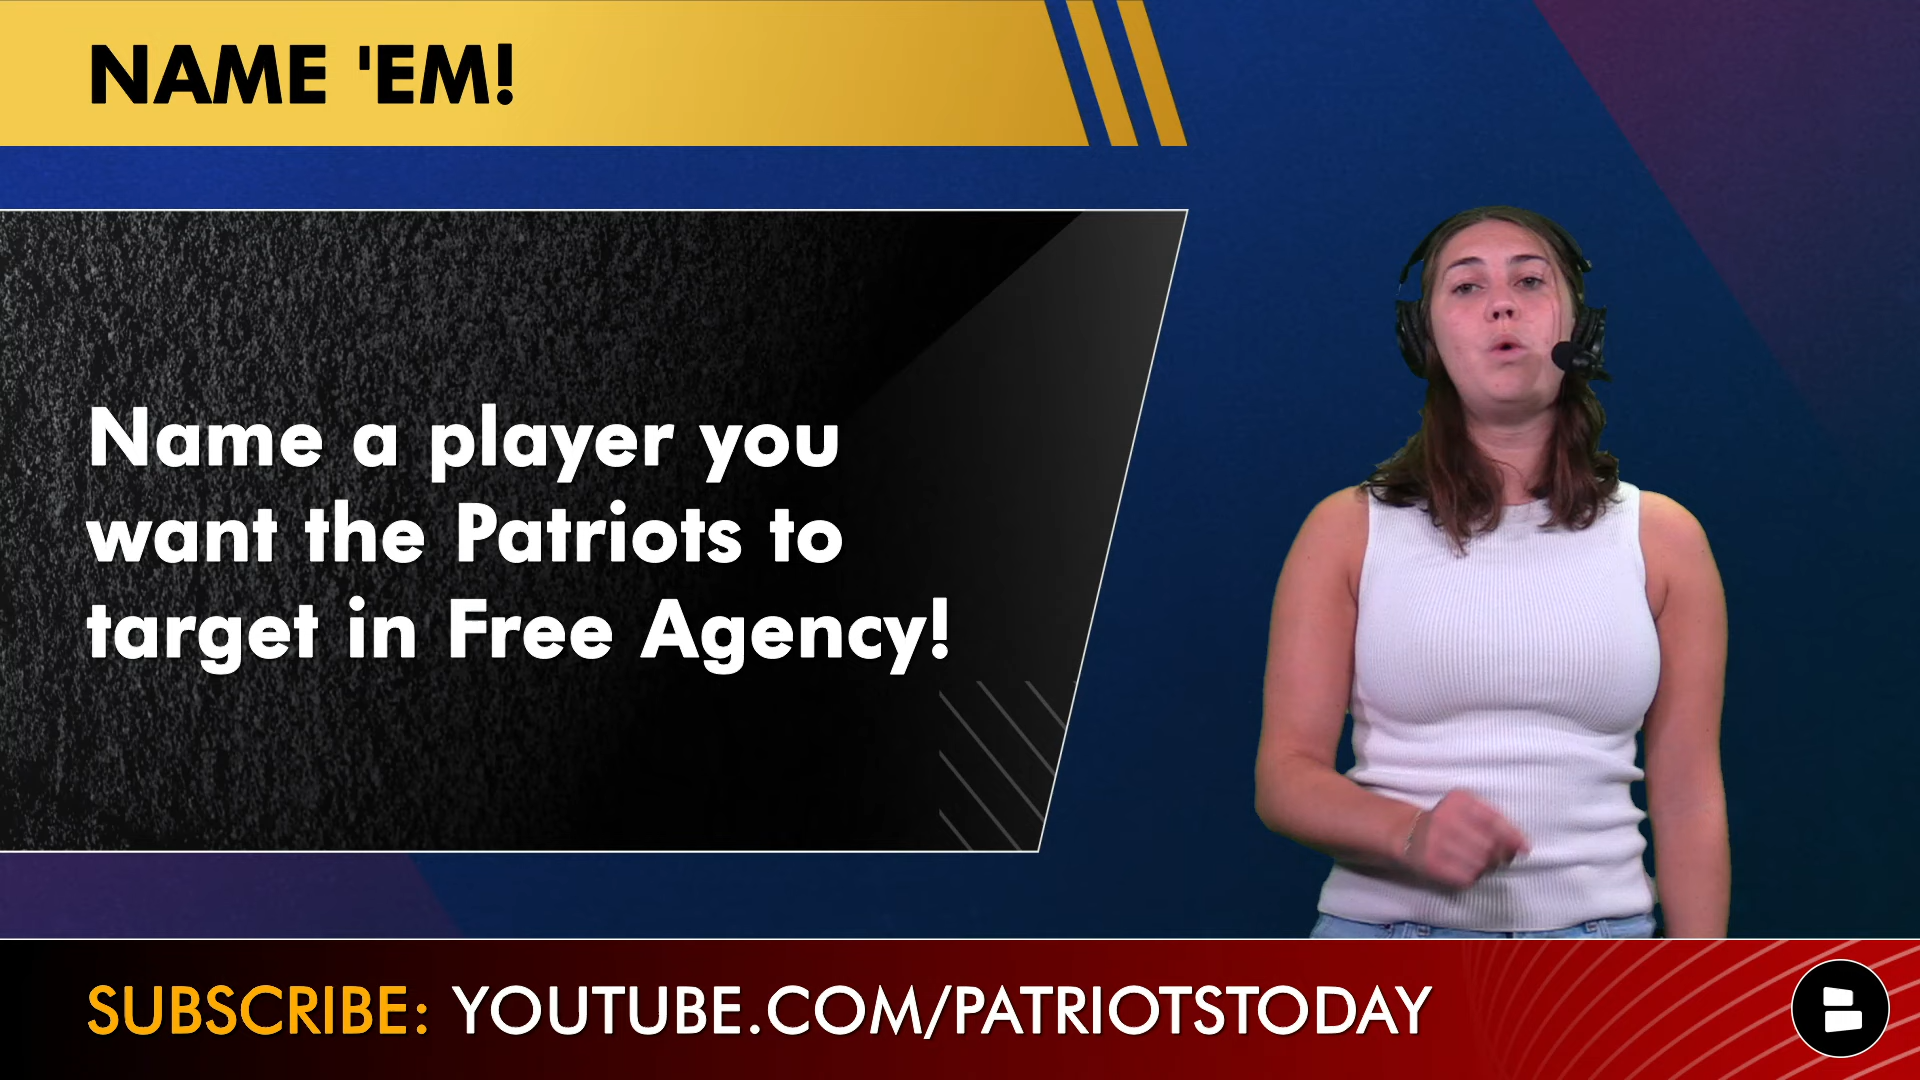 NAME 'EM!
Name a player you
want the Patriots to
target in Free Agency!
SUBSCRIBE: YOUTUBE.COM/PATRIOTSTODAY